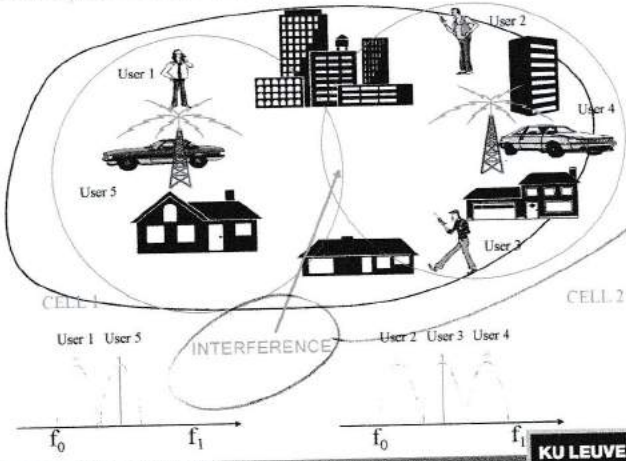 User 2
User 1
User 4
User 5
User 3
CELL 1
CELL 2
User 1 User 5
INTERFERENCE
User 2 User 3 User 4
f₀ f₁
f₀ f₁
KU LEUVE